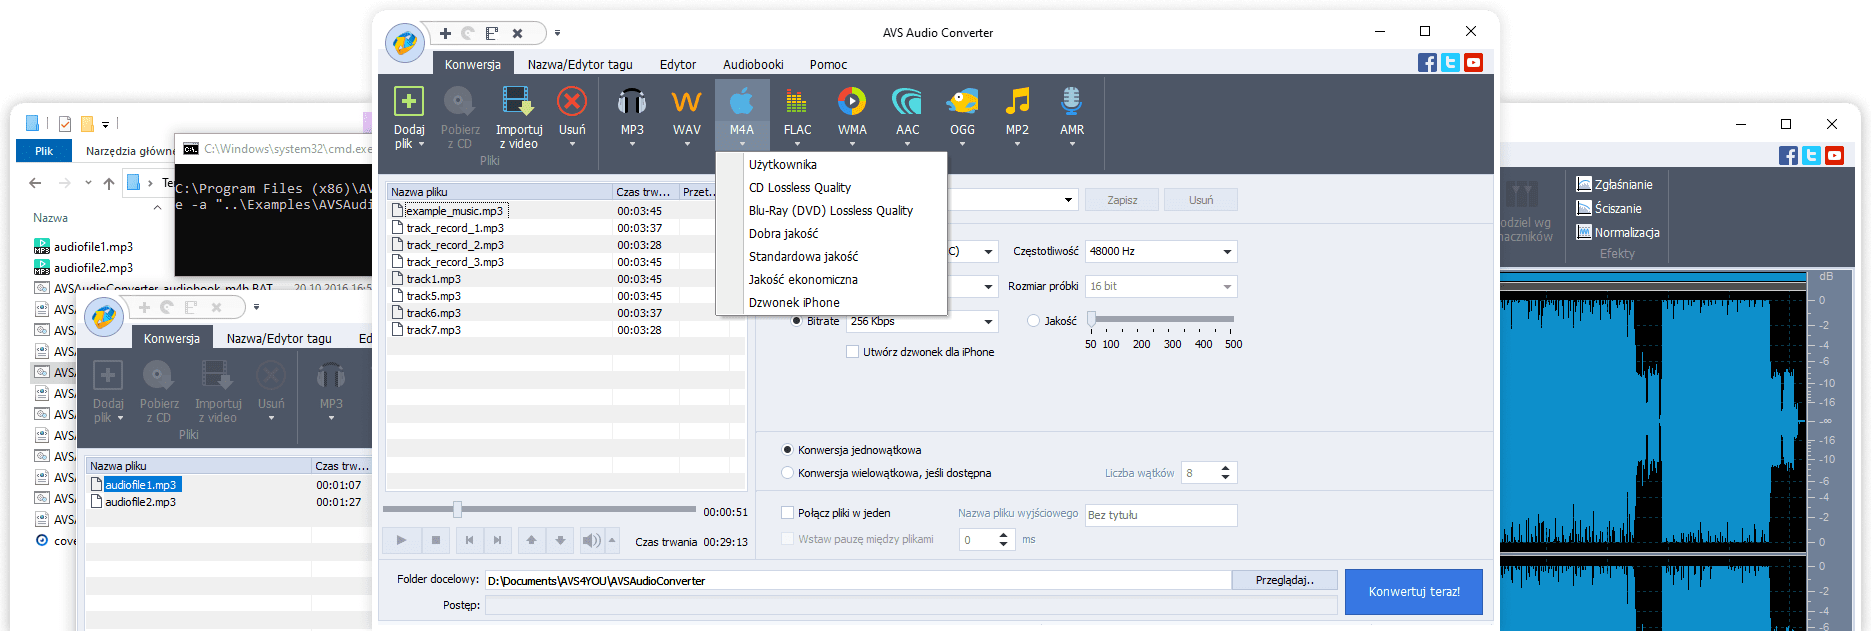 AVS Audio Converter
Konwersja
Nazwa/Edytor tagu
Edytor
Audiobooki
Pomoc
Dodaj plik
Pobierz z CD
Importuj z video
Usuń
Pliki
MP3
WAV
M4A
FLAC
WMA
AAC
OGG
MP2
AMR
Użytkownika
CD Lossless Quality
Blu-Ray (DVD) Lossless Quality
Dobra jakość
Standardowa jakość
Jakość ekonomiczna
Dzwonek iPhone
Nazwa pliku Czas trw... Przet...
example_music.mp3 00:03:45
track_record_1.mp3 00:03:37
track_record_2.mp3 00:03:28
track_record_3.mp3 00:03:45
track1.mp3 00:03:45
track5.mp3 00:03:45
track6.mp3 00:03:37
track7.mp3 00:03:28
Zapisz
Usuń
C)
Częstotliwość 48000 Hz
Rozmiar próbki 16 bit
Bitrate 256 Kbps
Jakość
50 100 200 300 400 500
Utwórz dzwonek dla iPhone
Konwersja jednowątkowa
Konwersja wielowątkowa, jeśli dostępna
Liczba wątków 8
Połącz pliki w jeden
Nazwa pliku wyjściowego Bez tytułu
Wstaw pauzę między plikami 0 ms
00:00:51
Czas trwania 00:29:13
Folder docelowy: D:\Documents\AVS4YOU\AVSAudioConverter
Przeglądaj..
Postęp:
Konwertuj teraz!
Plik
Narzędzia główne
Te
Nazwa
audiofile1.mp3
audiofile2.mp3
AVSAudioConverter_audiobook_m4b.BAT 20.10.2016 16:5
AVS
AVS
AVS
AVS
AVS
AVS
AVS
AVS
AVS
AVS
AVS
cove
C:\Windows\system32\cmd.exe
C:\Program Files (x86)\AV
e -a "..\Examples\AVSAudi
Konwersja
Nazwa/Edytor tagu
Ed
Dodaj plik
Pobierz z CD
Importuj z video
Usuń
MP3
Pliki
Nazwa pliku Czas trw...
audiofile1.mp3 00:01:07
audiofile2.mp3 00:01:27
odziel wg
naczników
Zgłaśnianie
Ściszanie
Normalizacja
Efekty
dB
0
-2
-4
-6
-10
-16
-∞
-16
-10
-6
-4
-2
0
0
-2
-4
-6